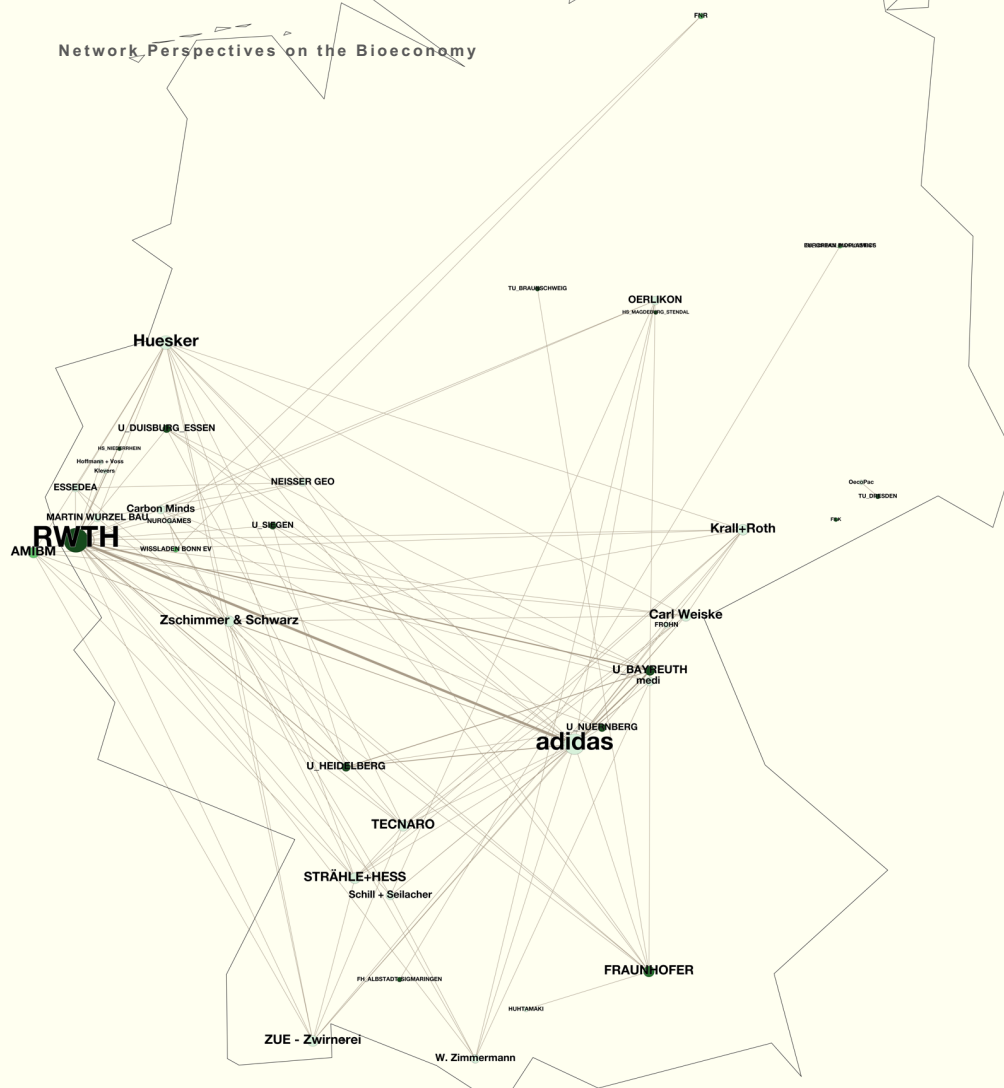 FNR
Network Perspectives on the Bioeconomy
TU_BRAUNSCHWEIG
OERLIKON
HS_MAGDEBURG_STENDAL
Huesker
U_DUISBURG_ESSEN
HS_NIEDERRHEIN
Hoffmann + Voss
Klevers
NEISSER GEO
OecoPac
ESSEDEA
TU_DRESDEN
Carbon Minds
MARTIN WURZEL BAU
NUROGAMES
U_SIEGEN
Krall+Roth
RWTH
WISSLADEN BONN EV
AMIBM
Carl Weiske
Zschimmer & Schwarz
FROHN
U_BAYREUTH
medi
U_NUERNBERG
adidas
U_HEIDELBERG
TECNARO
STRÄHLE+HESS
Schill + Seilacher
FRAUNHOFER
FH_ALBSTADT_SIGMARINGEN
HUHTAMAKI
ZUE - Zwirnerei
W. Zimmermann